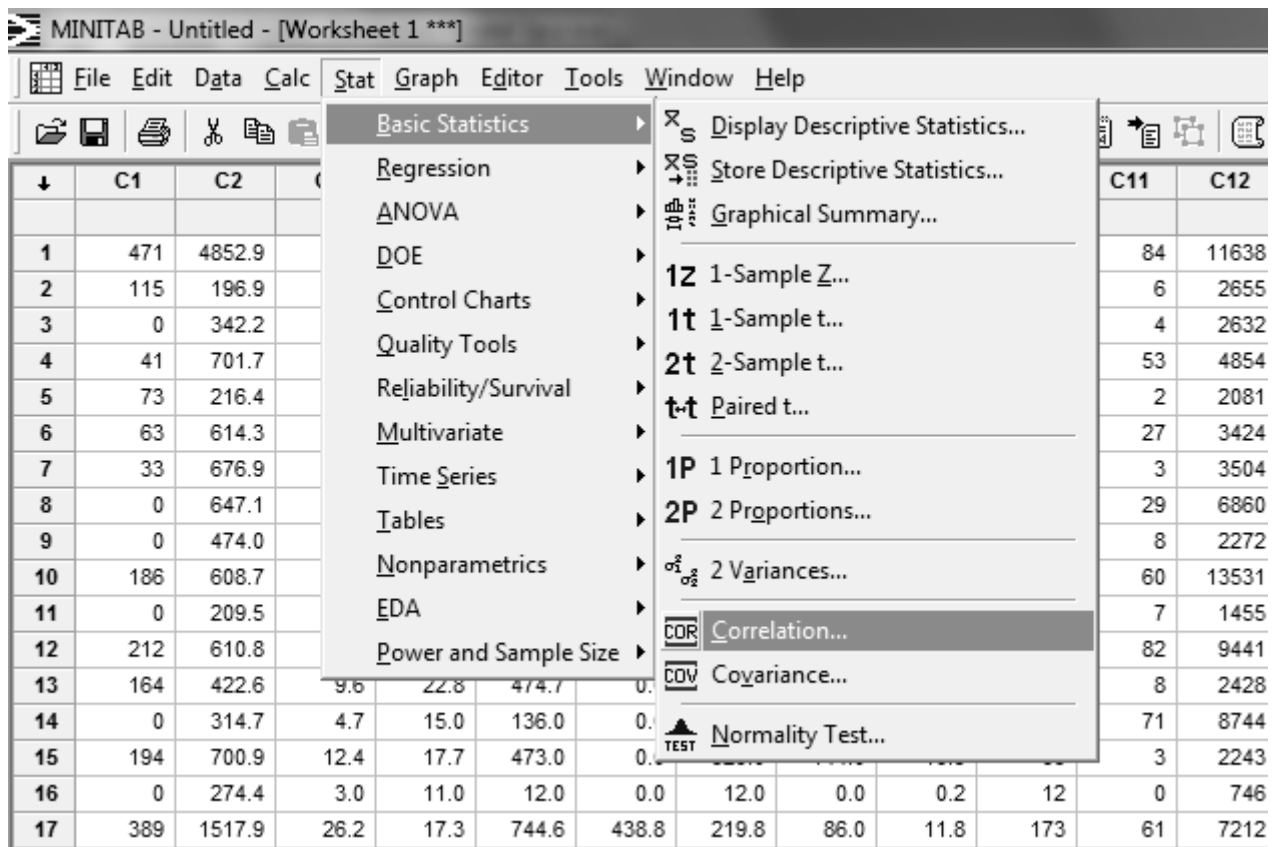 MINITAB - Untitled - [Worksheet 1 ***]
File Edit Data Calc Stat Graph Editor Tools Window Help
Basic Statistics
Regression
ANOVA
DOE
Control Charts
Quality Tools
Reliability/Survival
Multivariate
Time Series
Tables
Nonparametrics
EDA
Power and Sample Size
Display Descriptive Statistics...
Store Descriptive Statistics...
Graphical Summary...
1Z 1-Sample Z...
1t 1-Sample t...
2t 2-Sample t...
t-t Paired t...
1P 1 Proportion...
2P 2 Proportions...
2 Variances...
COR Correlation...
COV Covariance...
TEST Normality Test...
C1 C2 C11 C12
1 471 4852.9 84 11638
2 115 196.9 6 2655
3 0 342.2 4 2632
4 41 701.7 53 4854
5 73 216.4 2 2081
6 63 614.3 27 3424
7 33 676.9 3 3504
8 0 647.1 29 6860
9 0 474.0 8 2272
10 186 608.7 60 13531
11 0 209.5 7 1455
12 212 610.8 82 9441
13 164 422.6 9.6 22.8 474.7 0. 8 2428
14 0 314.7 4.7 15.0 136.0 0. 71 8744
15 194 700.9 12.4 17.7 473.0 0. 3 2243
16 0 274.4 3.0 11.0 12.0 0.0 12.0 0.0 0.2 12 0 746
17 389 1517.9 26.2 17.3 744.6 438.8 219.8 86.0 11.8 173 61 7212